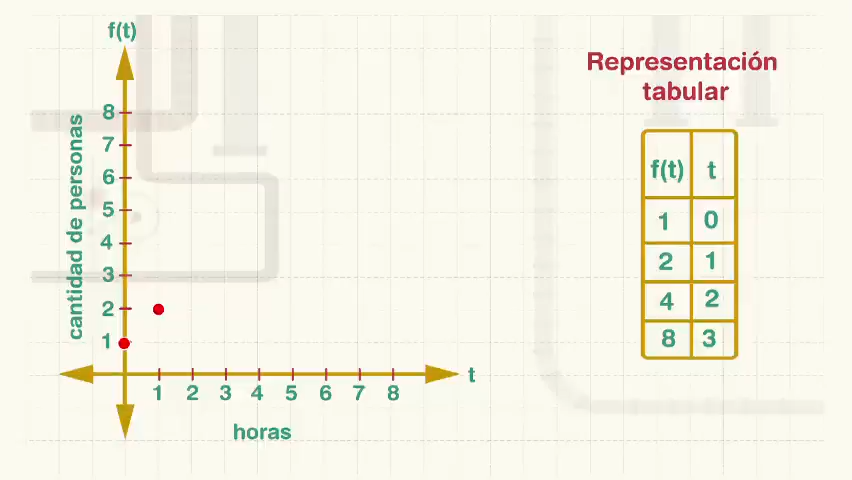 f(t)
cantidad de personas
8
7
6
5
4
3
2
1
1 2 3 4 5 6 7 8
t
horas
Representación
tabular
f(t) t
1 0
2 1
4 2
8 3